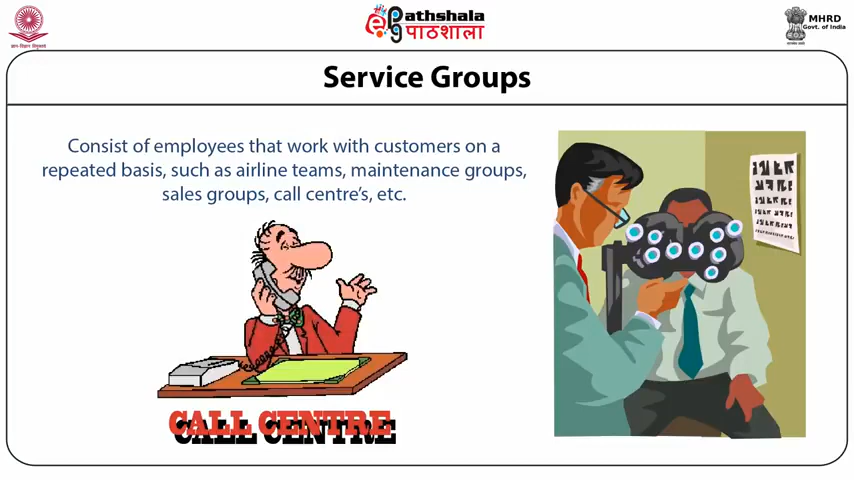 Pathshala
पाठशाला
MHRD
Govt. of India
Service Groups
Consist of employees that work with customers on a
repeated basis, such as airline teams, maintenance groups,
sales groups, call centre's, etc.
CALL CENTRE